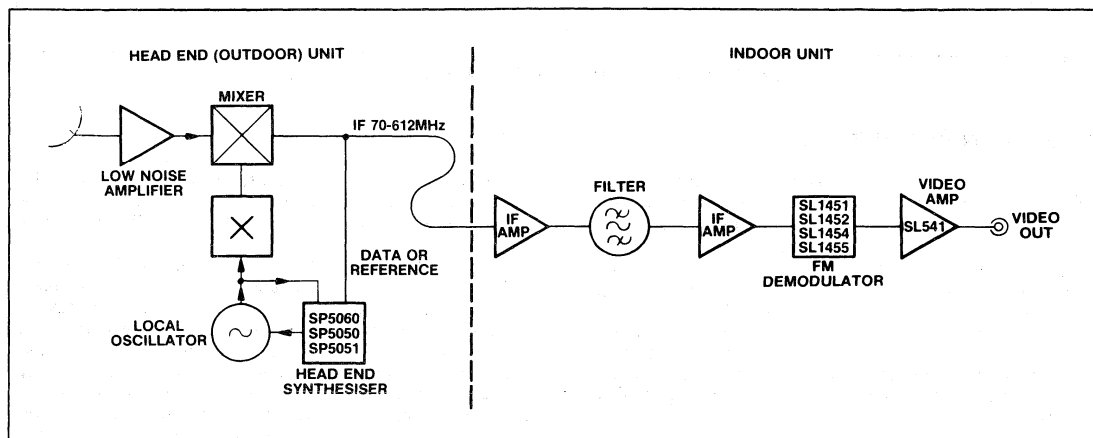 HEAD END (OUTDOOR) UNIT
INDOOR UNIT
MIXER
IF 70-612MHz
LOW NOISE
AMPLIFIER
DATA OR
REFERENCE
LOCAL
OSCILLATOR
SP5060
SP5050
SP5051
HEAD END
SYNTHESISER
IF
AMP
FILTER
IF
AMP
SL1451
SL1452
SL1454
SL1455
FM
DEMODULATOR
VIDEO
AMP
SL541
VIDEO
OUT